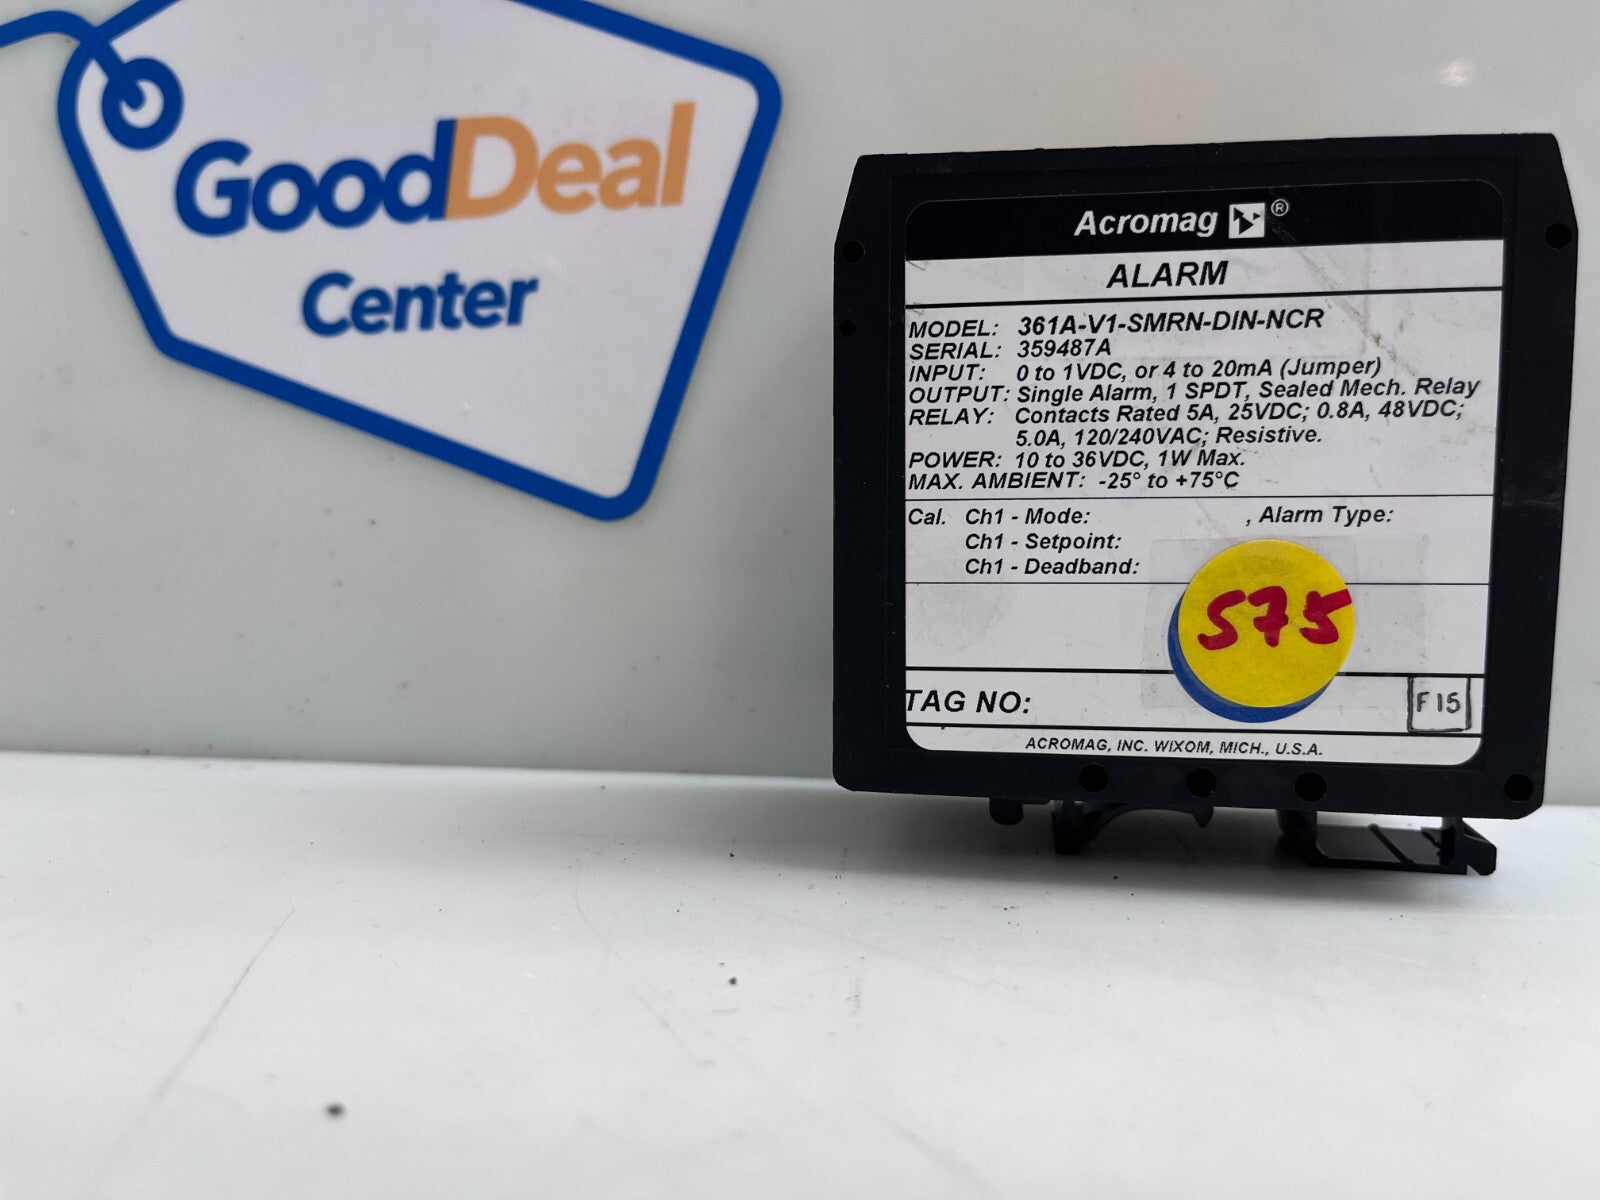 GoodDeal
Center
Acromag ®
ALARM
MODEL: 361A-V1-SMRN-DIN-NCR
SERIAL: 359487A
INPUT: 0 to 1VDC, or 4 to 20mA (Jumper)
OUTPUT: Single Alarm, 1 SPDT, Sealed Mech. Relay
RELAY: Contacts Rated 5A, 25VDC; 0.8A, 48VDC;
5.0A, 120/240VAC; Resistive.
POWER: 10 to 36VDC, 1W Max.
MAX. AMBIENT: -25° to +75°C
Cal. Ch1 - Mode: , Alarm Type:
Ch1 - Setpoint:
Ch1 - Deadband:
575
TAG NO:
F15
ACROMAG, INC. WIXOM, MICH., U.S.A.